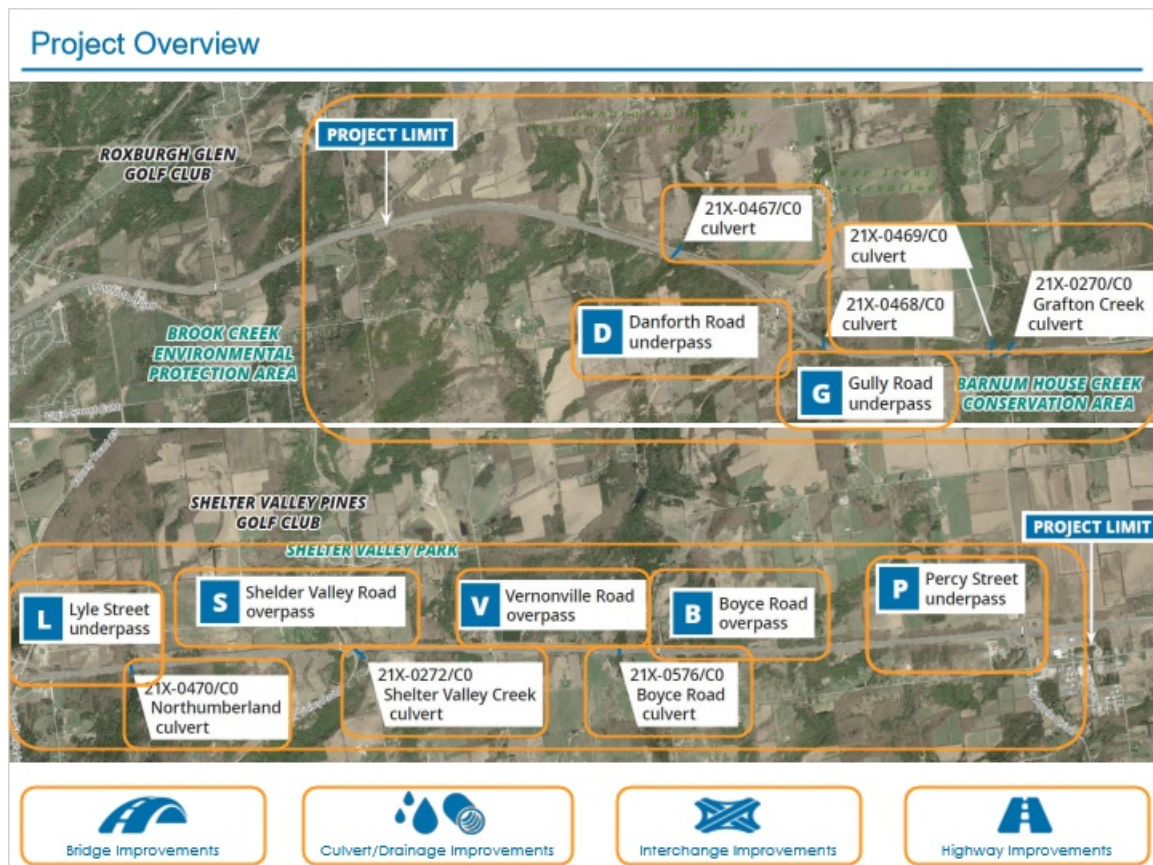 Project Overview
PROJECT LIMIT
ROXBURGH GLEN
GOLF CLUB
21X-0467/C0
culvert
21X-0469/C0
culvert
21X-0468/C0
culvert
21X-0270/C0
Grafton Creek
culvert
D
Danforth Road
underpass
BROOK CREEK
ENVIRONMENTAL
PROTECTION AREA
G
Gully Road
underpass
BARNUM HOUSE CREEK
CONSERVATION AREA
SHELTER VALLEY PINES
GOLF CLUB
SHELTER VALLEY PARK
PROJECT LIMIT
L
Lyle Street
underpass
S
Shelder Valley Road
overpass
V
Vernonville Road
overpass
B
Boyce Road
overpass
P
Percy Street
underpass
21X-0470/C0
Northumberland
culvert
21X-0272/C0
Shelter Valley Creek
culvert
21X-0576/C0
Boyce Road
culvert
Bridge Improvements
Culvert/Drainage Improvements
Interchange Improvements
Highway Improvements